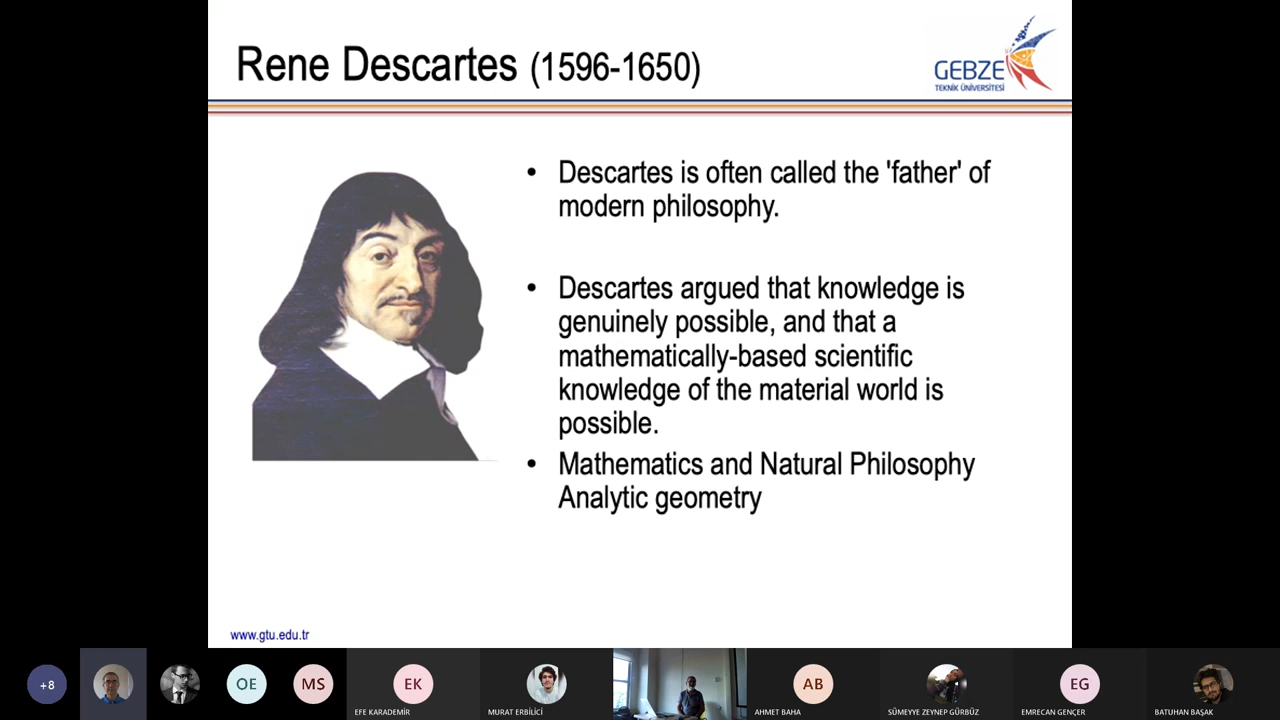 Rene Descartes (1596-1650)
GEBZE
TEKNİK ÜNİVERSİTESİ
• Descartes is often called the 'father' of
modern philosophy.
• Descartes argued that knowledge is
genuinely possible, and that a
mathematically-based scientific
knowledge of the material world is
possible.
• Mathematics and Natural Philosophy
Analytic geometry
www.gtu.edu.tr
+8
OE
MS
EK
AB
EG
EFE KARADEMİR
MURAT ERBİLİCİ
AHMET BAHA
SÜMEYYE ZEYNEP GÜRBÜZ
EMRECAN GENÇER
BATUHAN BAŞAK